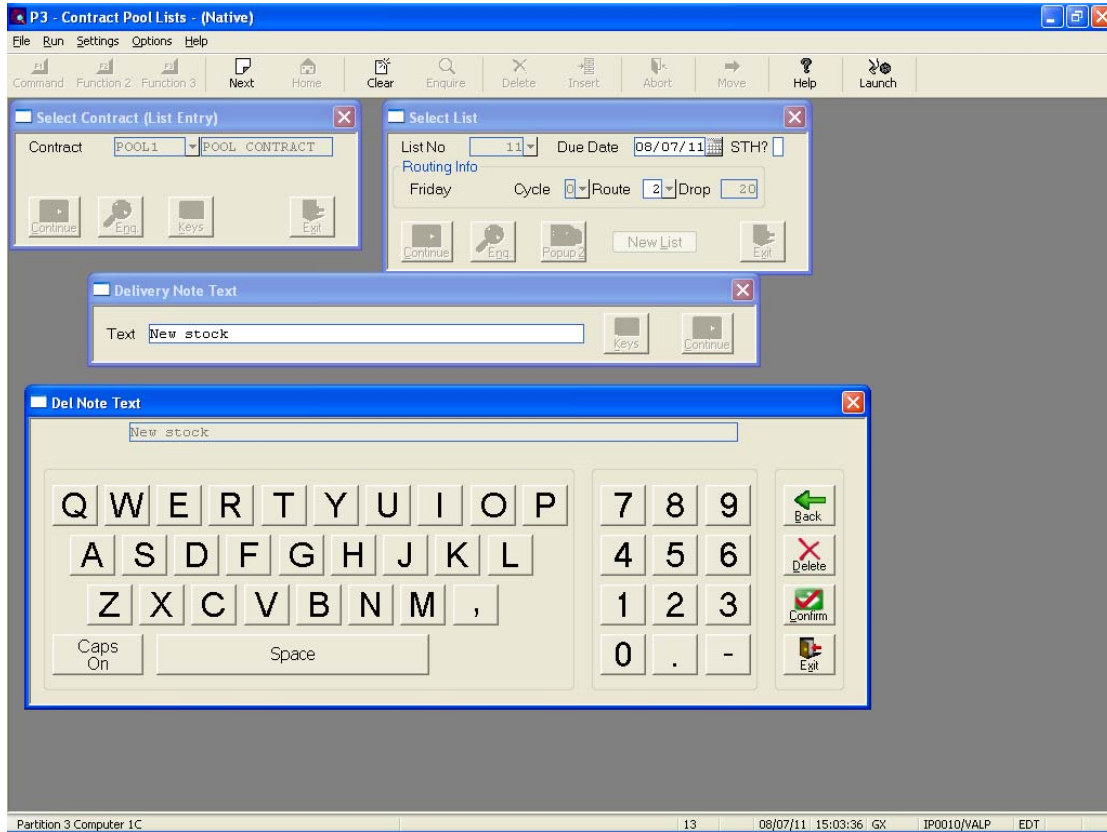 P3 - Contract Pool Lists - (Native)
File Run Settings Options Help
Command Function 2 Function 3 Next Home Clear Enquire Delete Insert Abort Move Help Launch
Select Contract (List Entry)
Contract POOL1 POOL CONTRACT
Continue Enq. Keys Exit
Select List
List No 11 Due Date 08/07/11 STH?
Routing Info
Friday Cycle 0 Route 2 Drop 20
Continue Enq. Popup 2 New List Exit
Delivery Note Text
Text New stock Keys Continue
Del Note Text
New stock
Q W E R T Y U I O P 7 8 9 Back
A S D F G H J K L 4 5 6 Delete
Z X C V B N M , 1 2 3 Confirm
Caps On Space 0 . - Exit
Partition 3 Computer 1C 13 08/07/11 15:03:36 GX IP0010/VALP EDT